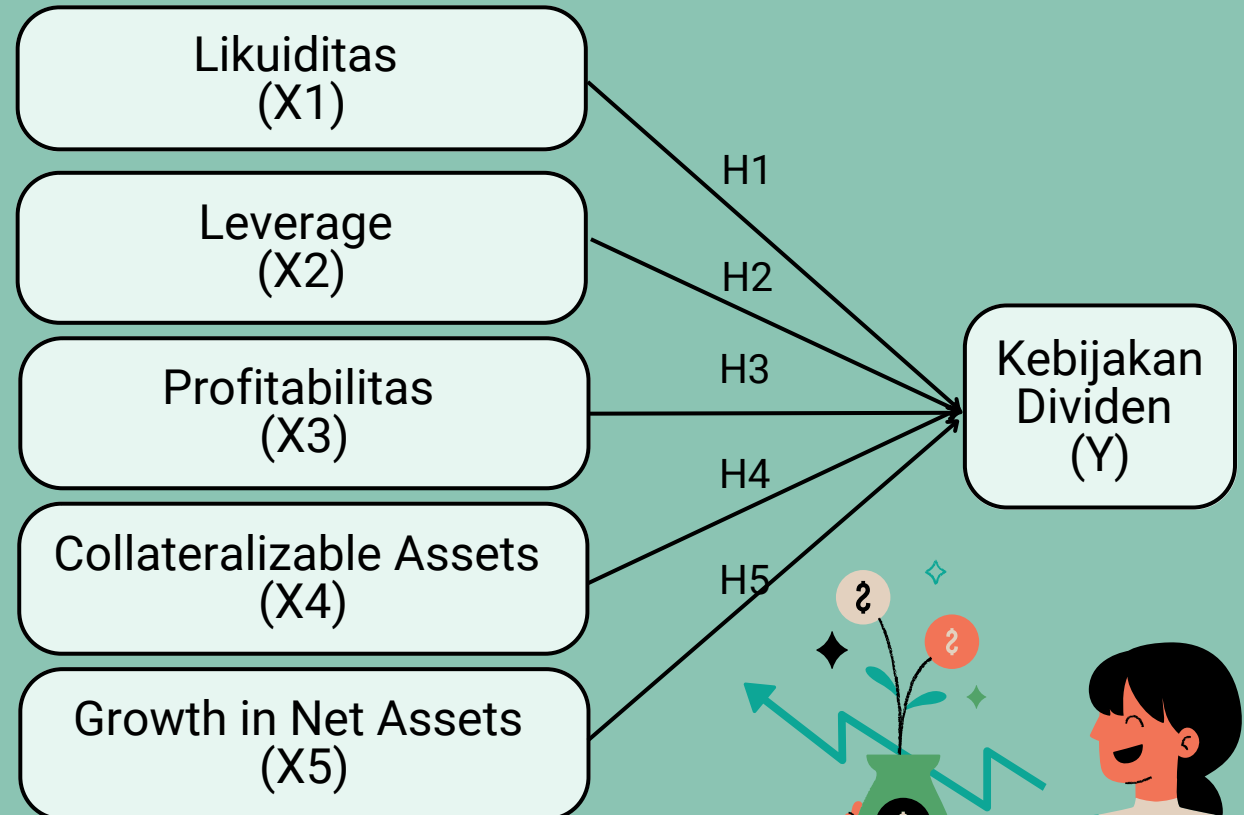 Likuiditas
(X1)
Leverage
(X2)
Profitabilitas
(X3)
Collateralizable Assets
(X4)
Growth in Net Assets
(X5)
H1
H2
H3
H4
H5
Kebijakan
Dividen
(Y)
$
$